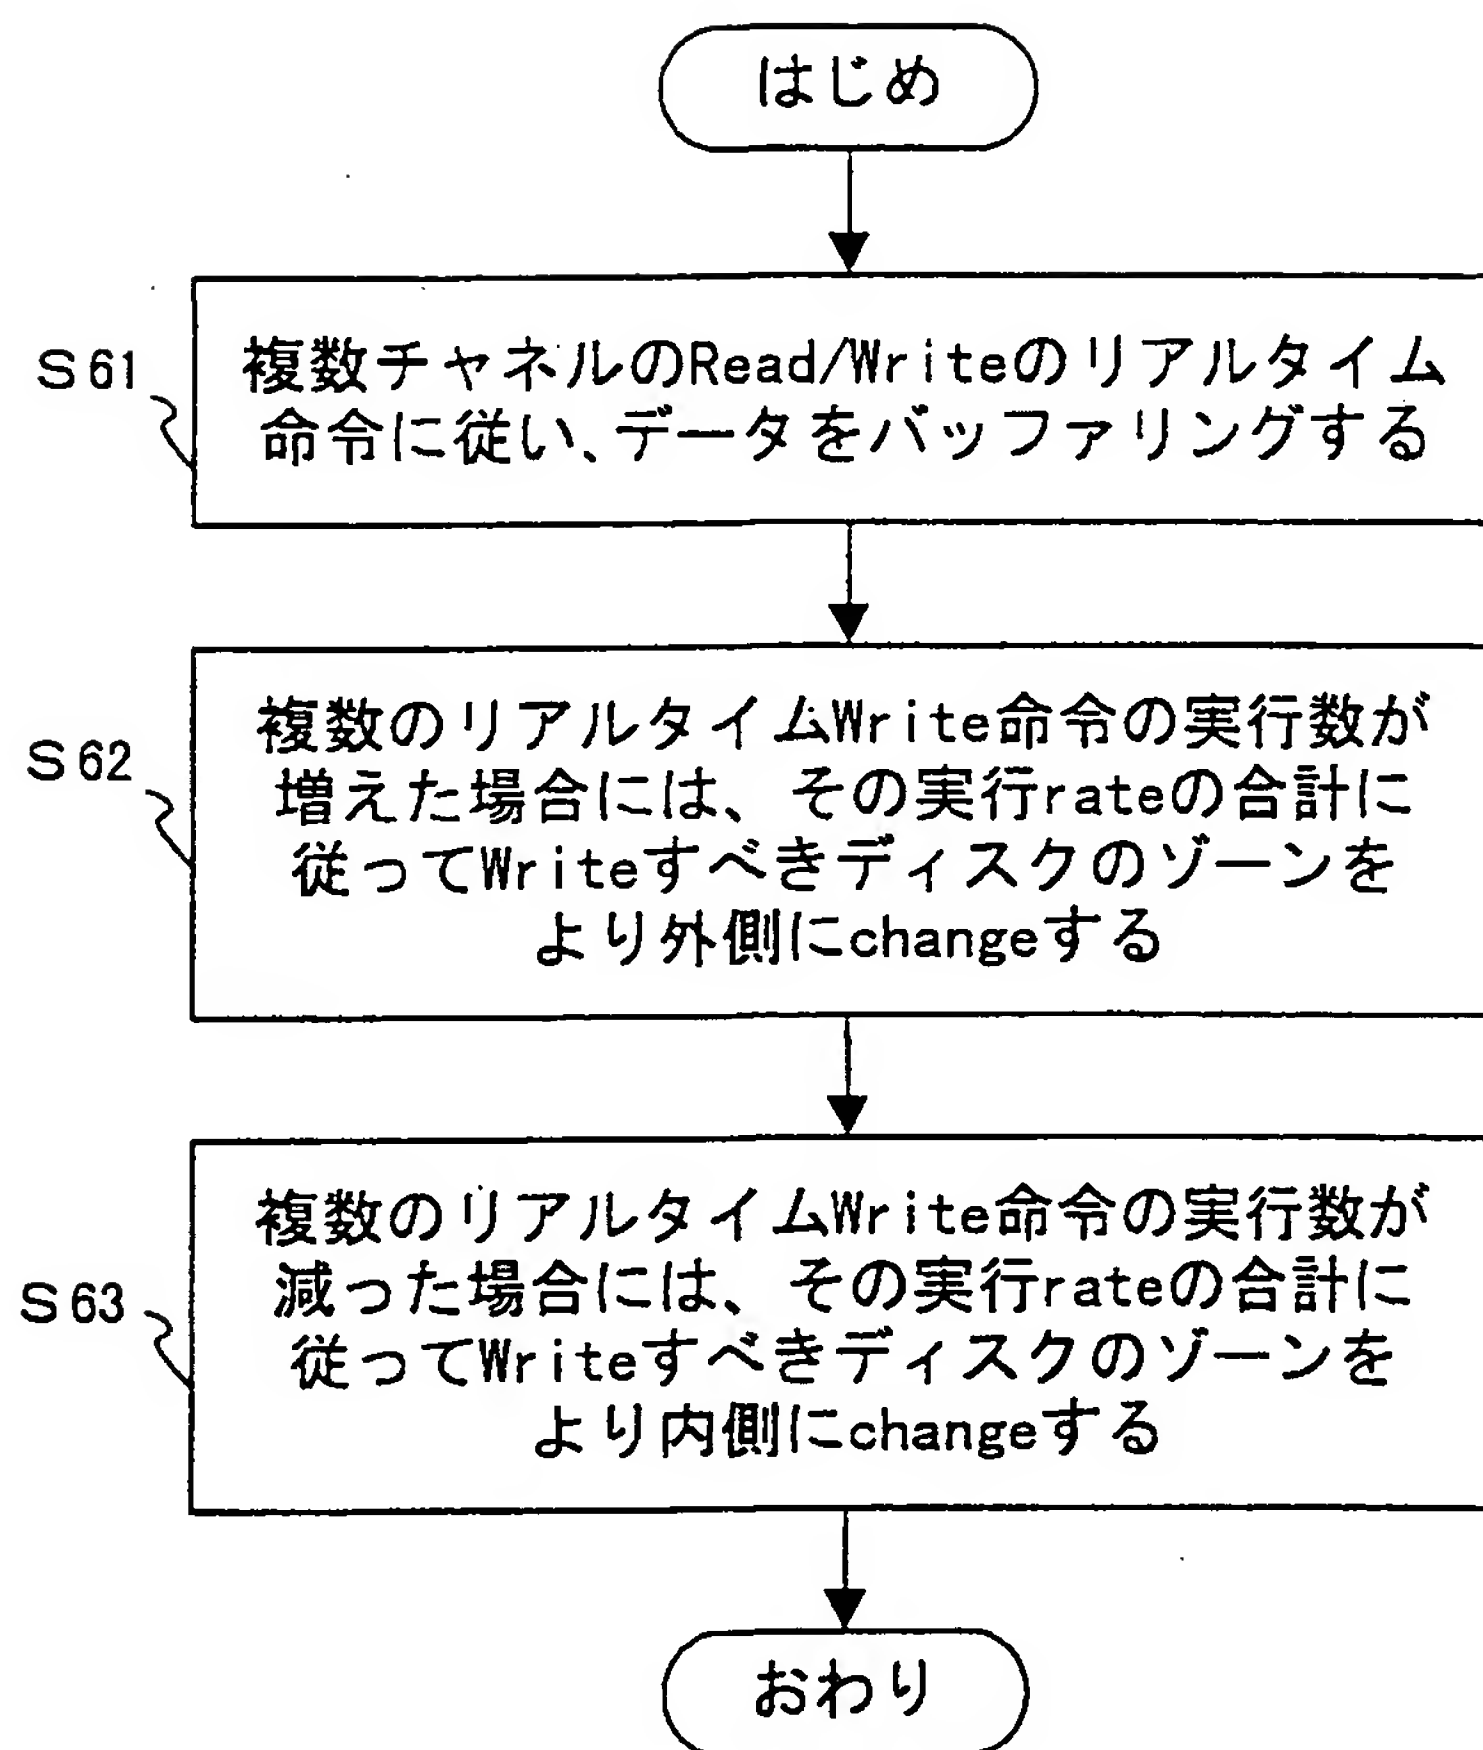 はじめ
S61
複数チャネルのRead/Writeのリアルタイム
命令に従い、データをバッファリングする
S62
複数のリアルタイムWrite命令の実行数が
増えた場合には、その実行rateの合計に
従ってWriteすべきディスクのゾーンを
より外側にchangeする
S63
複数のリアルタイムWrite命令の実行数が
減った場合には、その実行rateの合計に
従ってWriteすべきディスクのゾーンを
より内側にchangeする
おわり